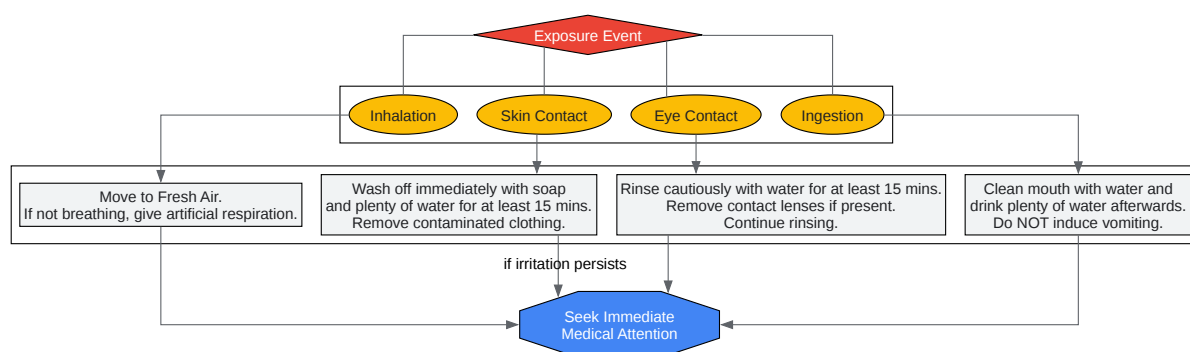 Exposure Event
Inhalation
Skin Contact
Eye Contact
Ingestion
Move to Fresh Air.
If not breathing, give artificial respiration.
Wash off immediately with soap
and plenty of water for at least 15 mins.
Remove contaminated clothing.
Rinse cautiously with water for at least 15 mins.
Remove contact lenses if present.
Continue rinsing.
Clean mouth with water and
drink plenty of water afterwards.
Do NOT induce vomiting.
if irritation persists
Seek Immediate
Medical Attention